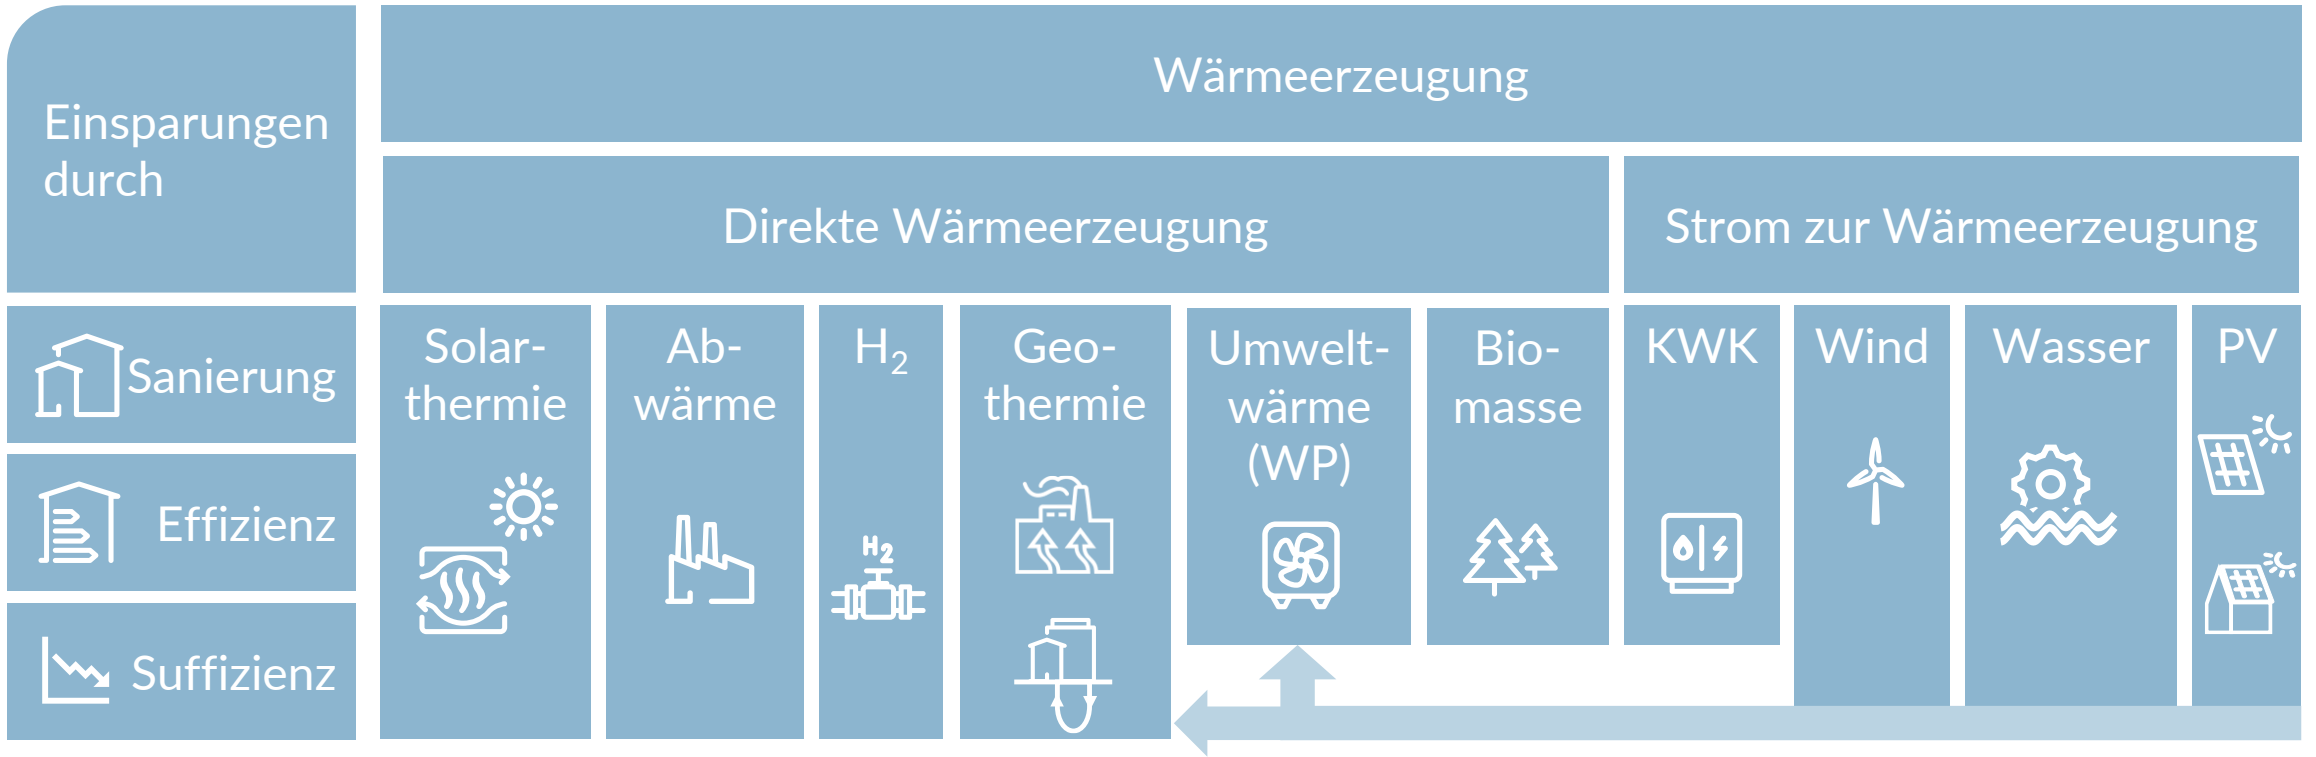 Einsparungen
durch
Sanierung
Effizienz
Suffizienz
Wärmeerzeugung
Direkte Wärmeerzeugung
Strom zur Wärmeerzeugung
Solar-
thermie
Ab-
wärme
H₂
H2
Geo-
thermie
Umwelt-
wärme
(WP)
Bio-
masse
KWK
Wind
Wasser
PV